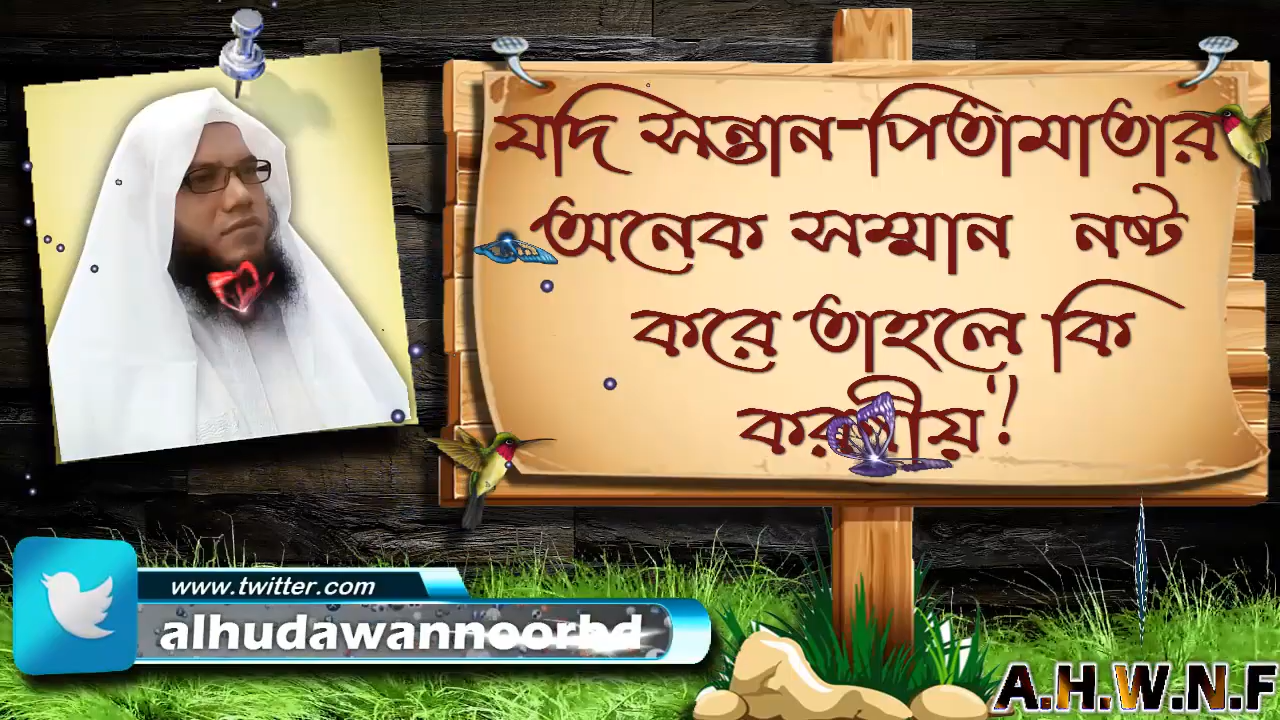 যদি সন্তান-পিতামাতার
অনেক সম্মান নষ্ট
করে তাহলে কি
করণীয়!
www.twitter.com
alhudawannoorbd
A.H.W.N.F